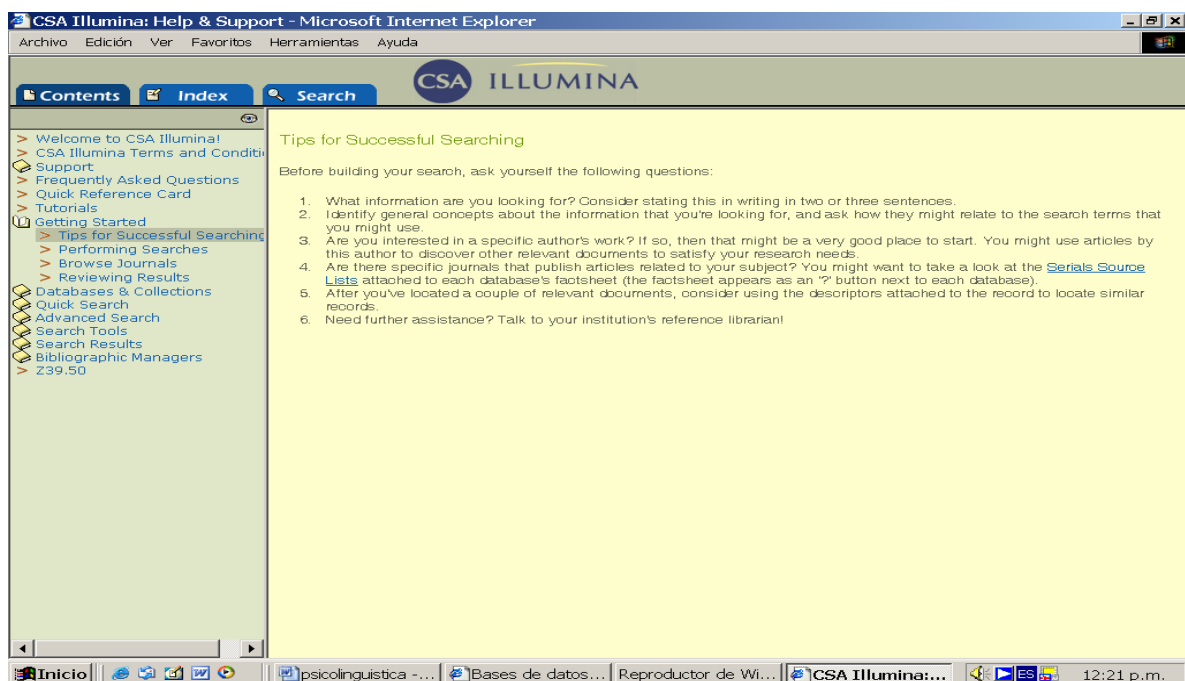 CSA Illumina: Help & Support - Microsoft Internet Explorer
Archivo Edición Ver Favoritos Herramientas Ayuda
CSA ILLUMINA
Contents Index Search
> Welcome to CSA Illumina!
> CSA Illumina Terms and Conditi
Support
> Frequently Asked Questions
> Quick Reference Card
> Tutorials
Getting Started
> Tips for Successful Searching
> Performing Searches
> Browse Journals
> Reviewing Results
Databases & Collections
Quick Search
Advanced Search
Search Tools
Search Results
Bibliographic Managers
> Z39.50
Tips for Successful Searching
Before building your search, ask yourself the following questions:
1. What information are you looking for? Consider stating this in writing in two or three sentences.
2. Identify general concepts about the information that you're looking for, and ask how they might relate to the search terms that
you might use.
3. Are you interested in a specific author's work? If so, then that might be a very good place to start. You might use articles by
this author to discover other relevant documents to satisfy your research needs.
4. Are there specific journals that publish articles related to your subject? You might want to take a look at the Serials Source
Lists attached to each database's factsheet (the factsheet appears as an '?' button next to each database).
5. After you've located a couple of relevant documents, consider using the descriptors attached to the record to locate similar
records.
6. Need further assistance? Talk to your institution's reference librarian!
Inicio psicolinguistica -... Bases de datos... Reproductor de Wi... CSA Illumina:... ES 12:21 p.m.